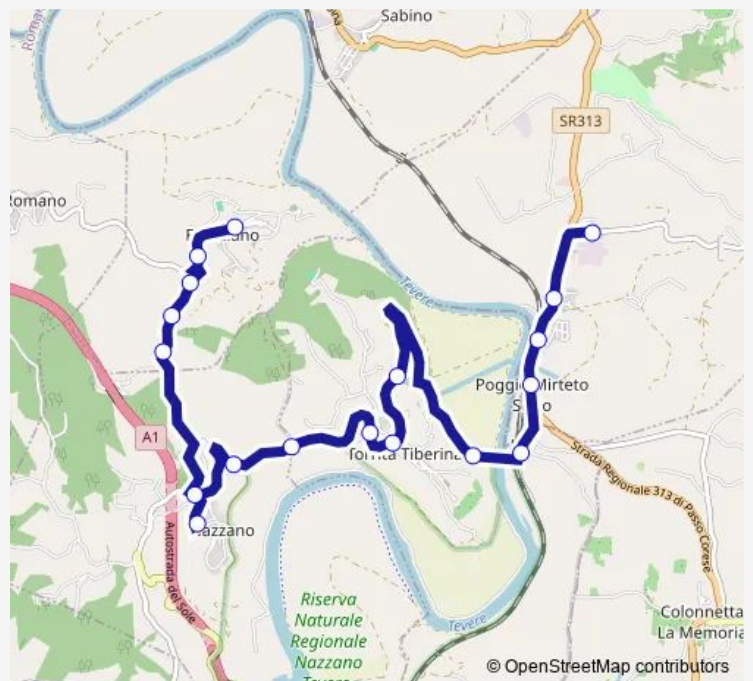 Sabino
SR313
Romano
Tevere
Poggio Mirteto
A1
Torrita Tiberina
Strada Regionale 313 di Passo Corese
Nazzano
Autostrada del Sole
Riserva
Naturale
Regionale
Nazzano
Tevere
Colonnetta
La Memoria
© OpenStreetMap contributors